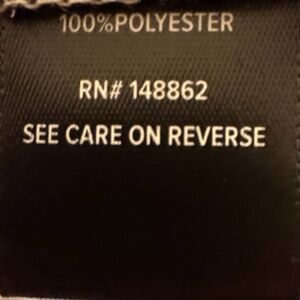 100%POLYESTER
RN# 148862
SEE CARE ON REVERSE